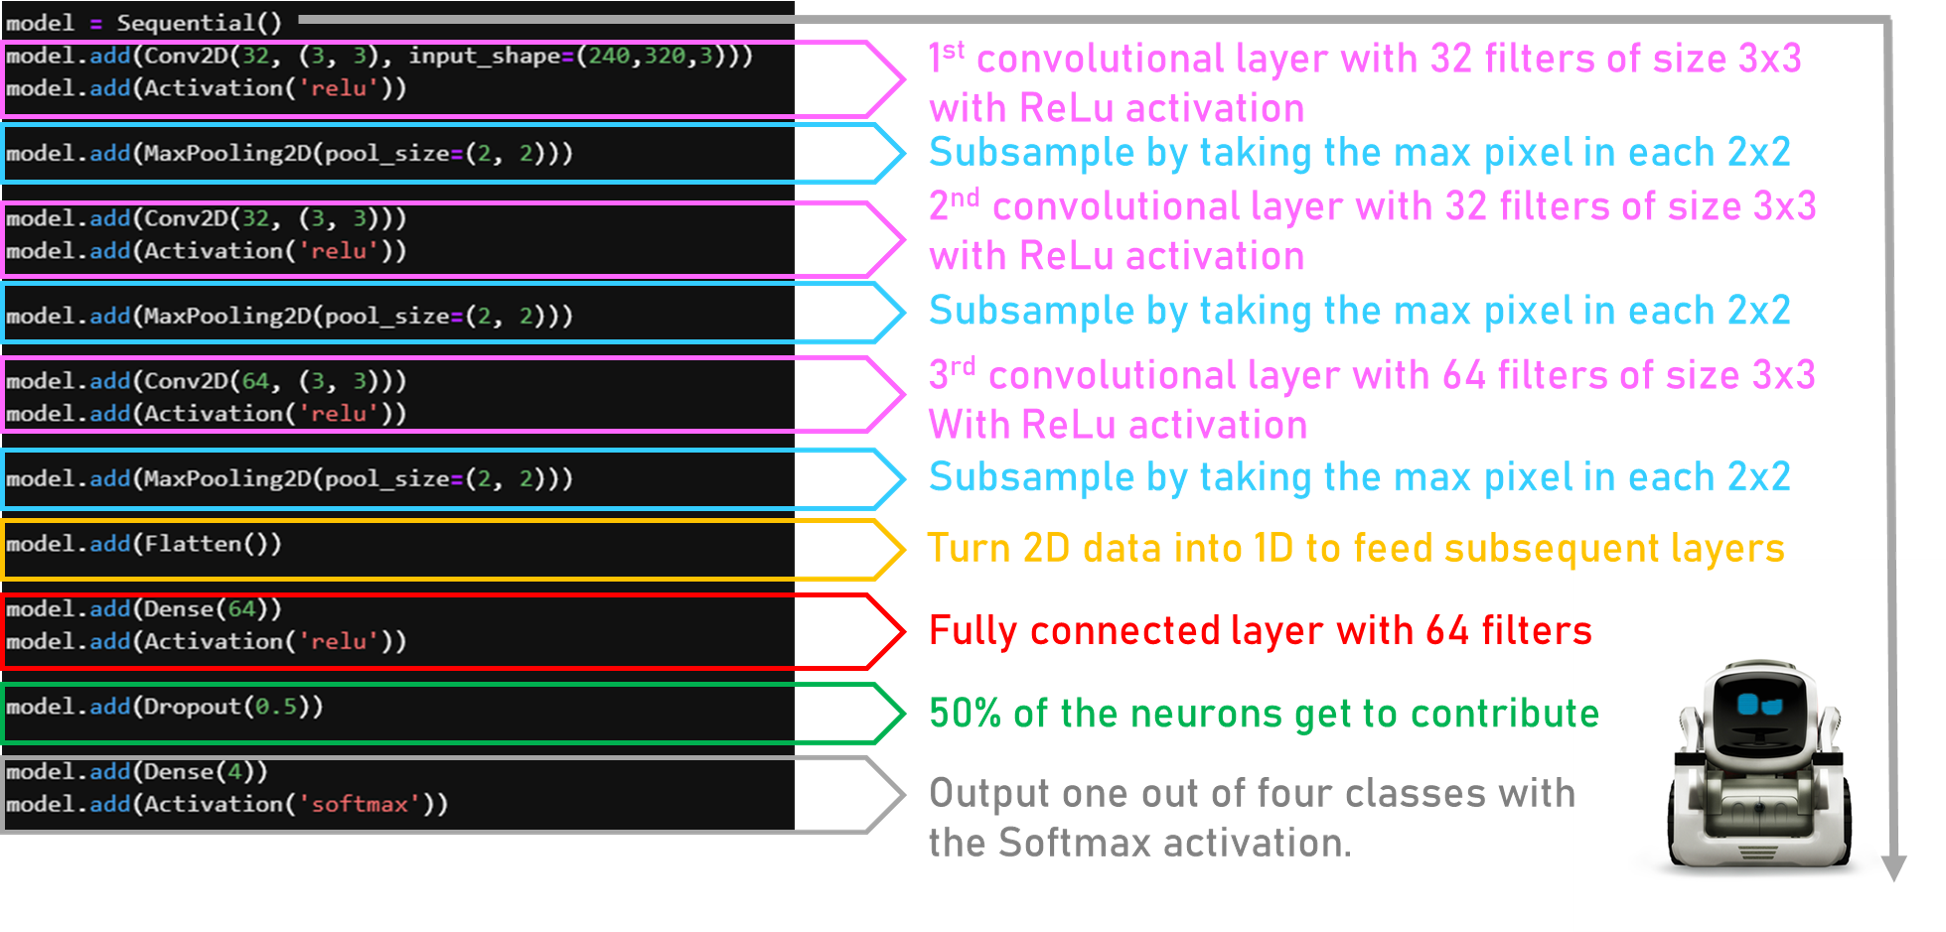 model = Sequential()
model.add(Conv2D(32, (3, 3), input_shape=(240,320,3)))
model.add(Activation('relu'))
1st convolutional layer with 32 filters of size 3x3
with ReLu activation
model.add(MaxPooling2D(pool_size=(2, 2)))
Subsample by taking the max pixel in each 2x2
model.add(Conv2D(32, (3, 3)))
model.add(Activation('relu'))
2nd convolutional layer with 32 filters of size 3x3
with ReLu activation
model.add(MaxPooling2D(pool_size=(2, 2)))
Subsample by taking the max pixel in each 2x2
model.add(Conv2D(64, (3, 3)))
model.add(Activation('relu'))
3rd convolutional layer with 64 filters of size 3x3
With ReLu activation
model.add(MaxPooling2D(pool_size=(2, 2)))
Subsample by taking the max pixel in each 2x2
model.add(Flatten())
Turn 2D data into 1D to feed subsequent layers
model.add(Dense(64))
model.add(Activation('relu'))
Fully connected layer with 64 filters
model.add(Dropout(0.5))
50% of the neurons get to contribute
model.add(Dense(4))
model.add(Activation('softmax'))
Output one out of four classes with
the Softmax activation.